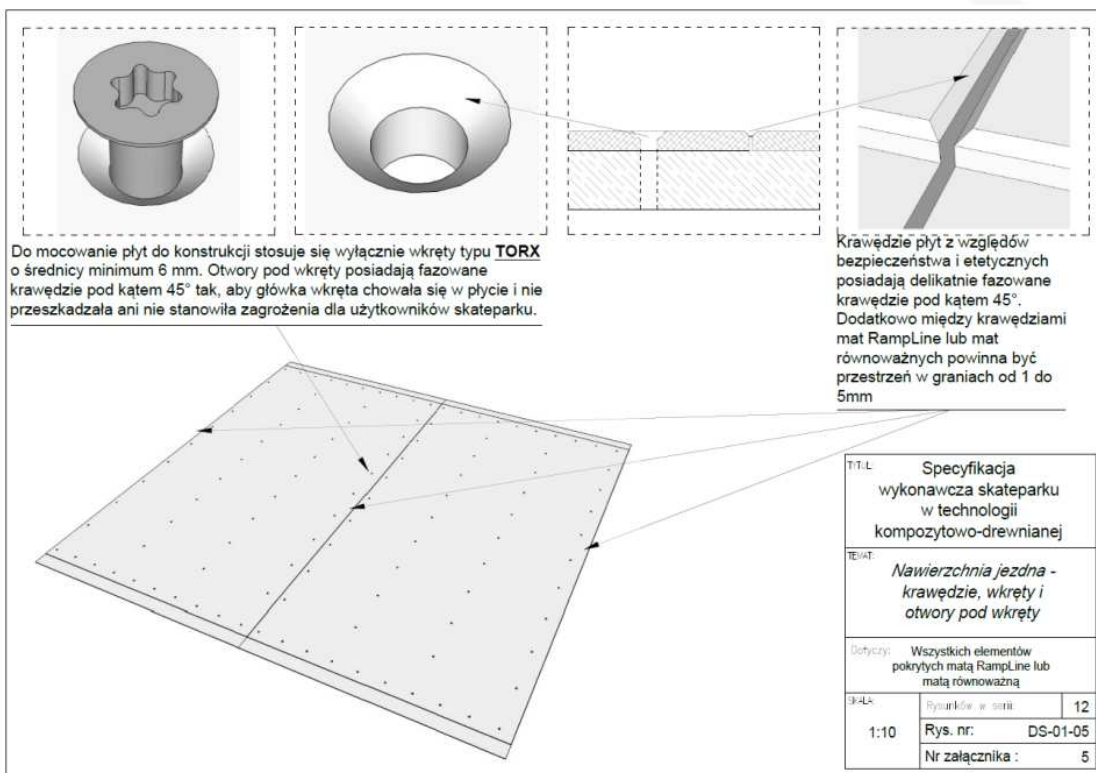 Do mocowanie płyt do konstrukcji stosuje się wyłącznie wkręty typu TORX
o średnicy minimum 6 mm. Otwory pod wkręty posiadają fazowane
krawędzie pod kątem 45° tak, aby główka wkręta chowała się w płycie i nie
przeszkadzała ani nie stanowiła zagrożenia dla użytkowników skateparku.
Krawędzie płyt z względów
bezpieczeństwa i etetycznych
posiadają delikatnie fazowane
krawędzie pod kątem 45°.
Dodatkowo między krawędziami
mat RampLine lub mat
równoważnych powinna być
przestrzeń w graniach od 1 do
5mm
TYTUŁ:
Specyfikacja
wykonawcza skateparku
w technologii
kompozytowo-drewnianej
TEMAT:
Nawierzchnia jezdna -
krawędzie, wkręty i
otwory pod wkręty
Dotyczy: Wszystkich elementów
pokrytych matą RampLine lub
matą równoważną
SKALA:
1:10
Rysunków w serii: 12
Rys. nr: DS-01-05
Nr załącznika : 5